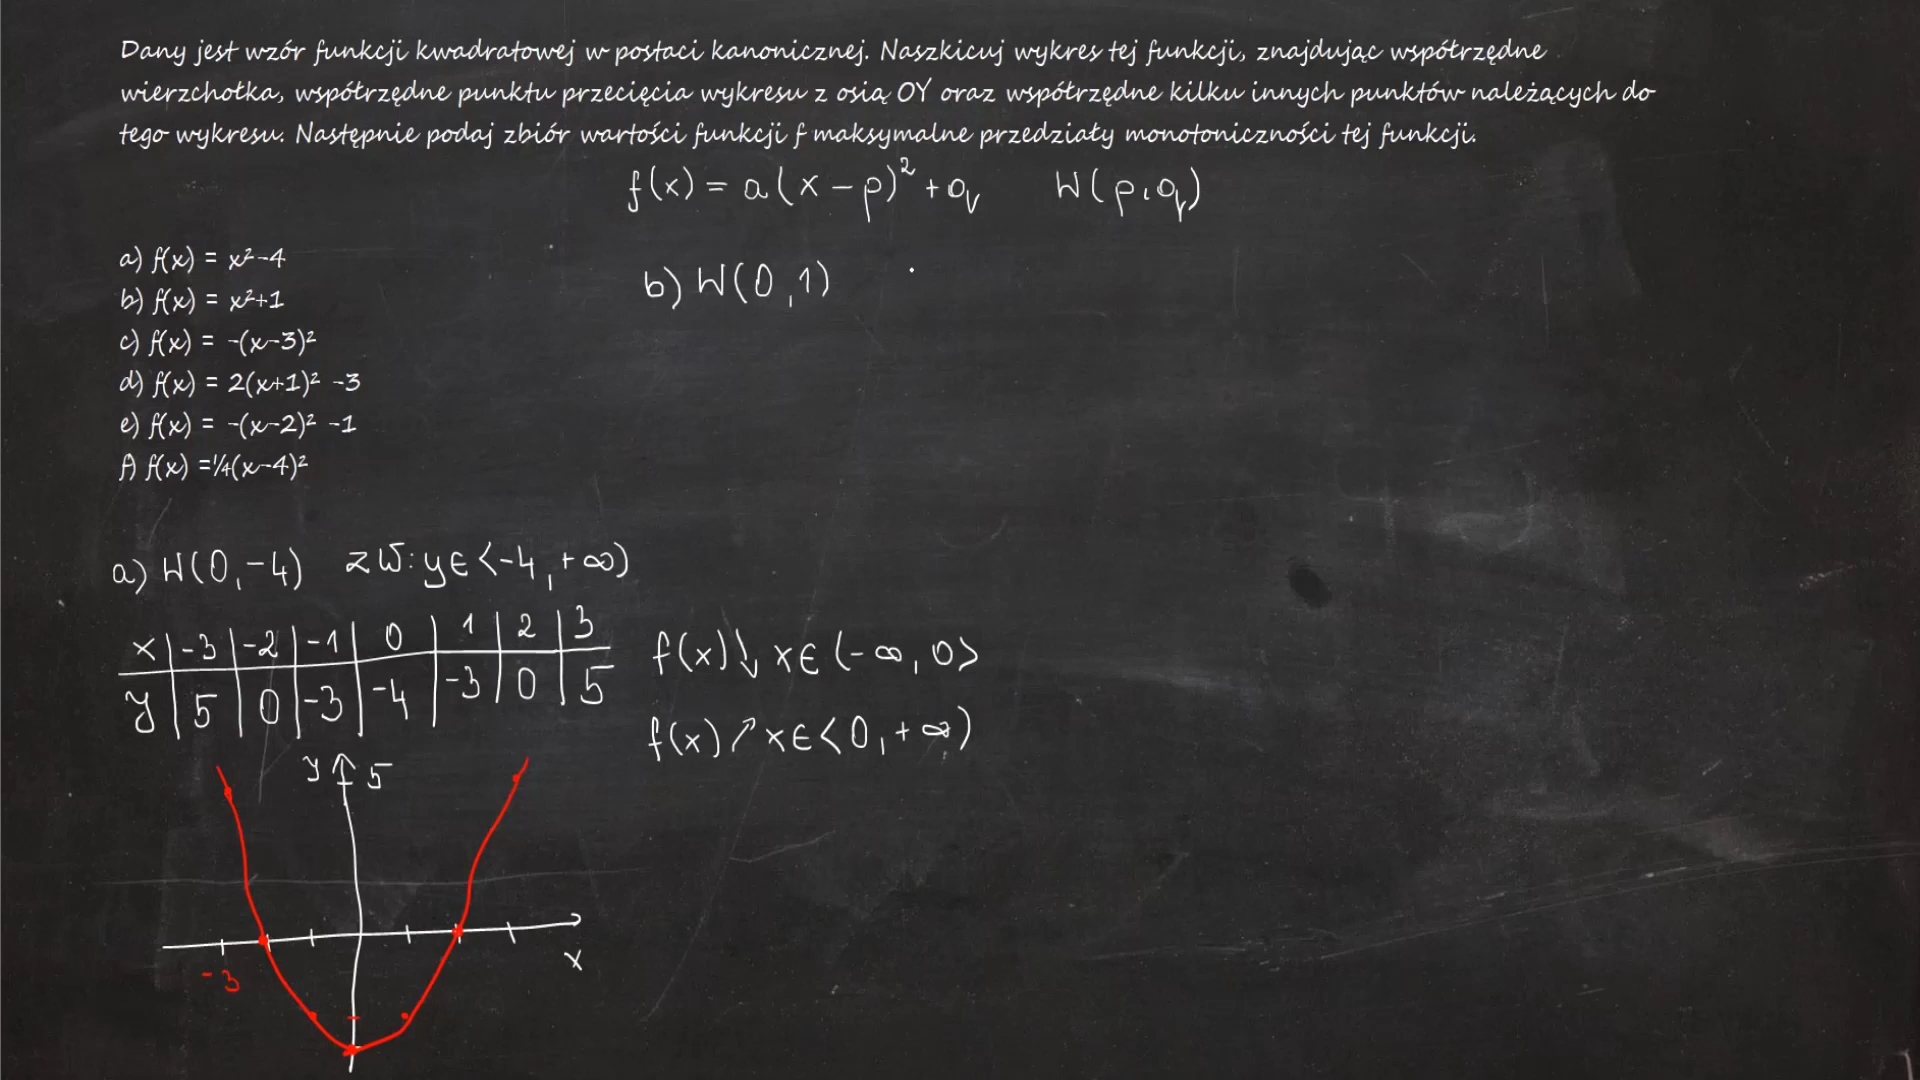 Dany jest wzór funkcji kwadratowej w postaci kanonicznej. Naszkicuj wykres tej funkcji, znajdując współrzędne
wierzchołka, współrzędne punktu przecięcia wykresu z osią OY oraz współrzędne kilku innych punktów należących do
tego wykresu. Następnie podaj zbiór wartości funkcji f maksymalne przedziały monotoniczności tej funkcji.
f(x) = a(x-p)² + q W(p,q)
a) f(x) = x²-4
b) f(x) = x²+1
c) f(x) = -(x-3)²
d) f(x) = 2(x+1)² -3
e) f(x) = -(x-2)² -1
f) f(x) =¼(x-4)²
b) W(0,1)
a) W(0,-4) ZW: y∈<-4,+∞)
x | -3 | -2 | -1 | 0 | 1 | 2 | 3
y | 5 | 0 | -3 | -4 | -3 | 0 | 5
f(x)↘ x∈(-∞,0>
f(x)↗ x∈<0,+∞)
y 5
-3
x